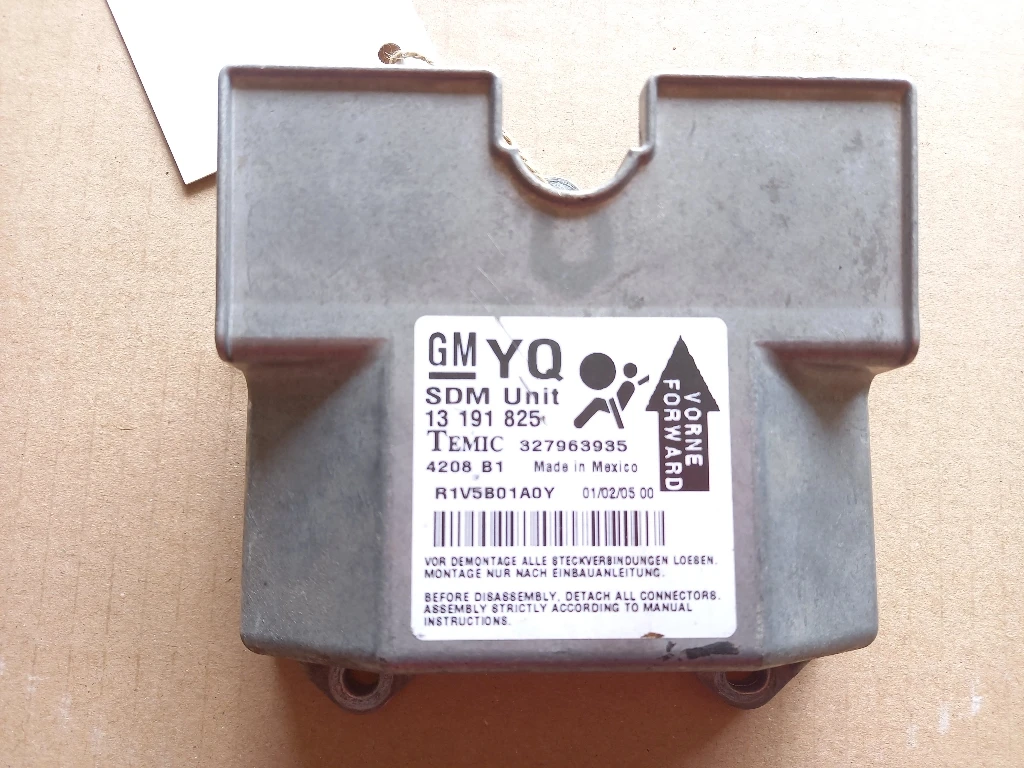 GM YQ
SDM Unit
13 191 825
TEMIC 327963935
4208 B1 Made in Mexico
R1V5B01A0Y 01/02/05 00
VORNE
FORWARD
VOR DEMONTAGE ALLE STECKVERBINDUNGEN LOESEN.
MONTAGE NUR NACH EINBAUANLEITUNG.
BEFORE DISASSEMBLY, DETACH ALL CONNECTORS.
ASSEMBLY STRICTLY ACCORDING TO MANUAL
INSTRUCTIONS.